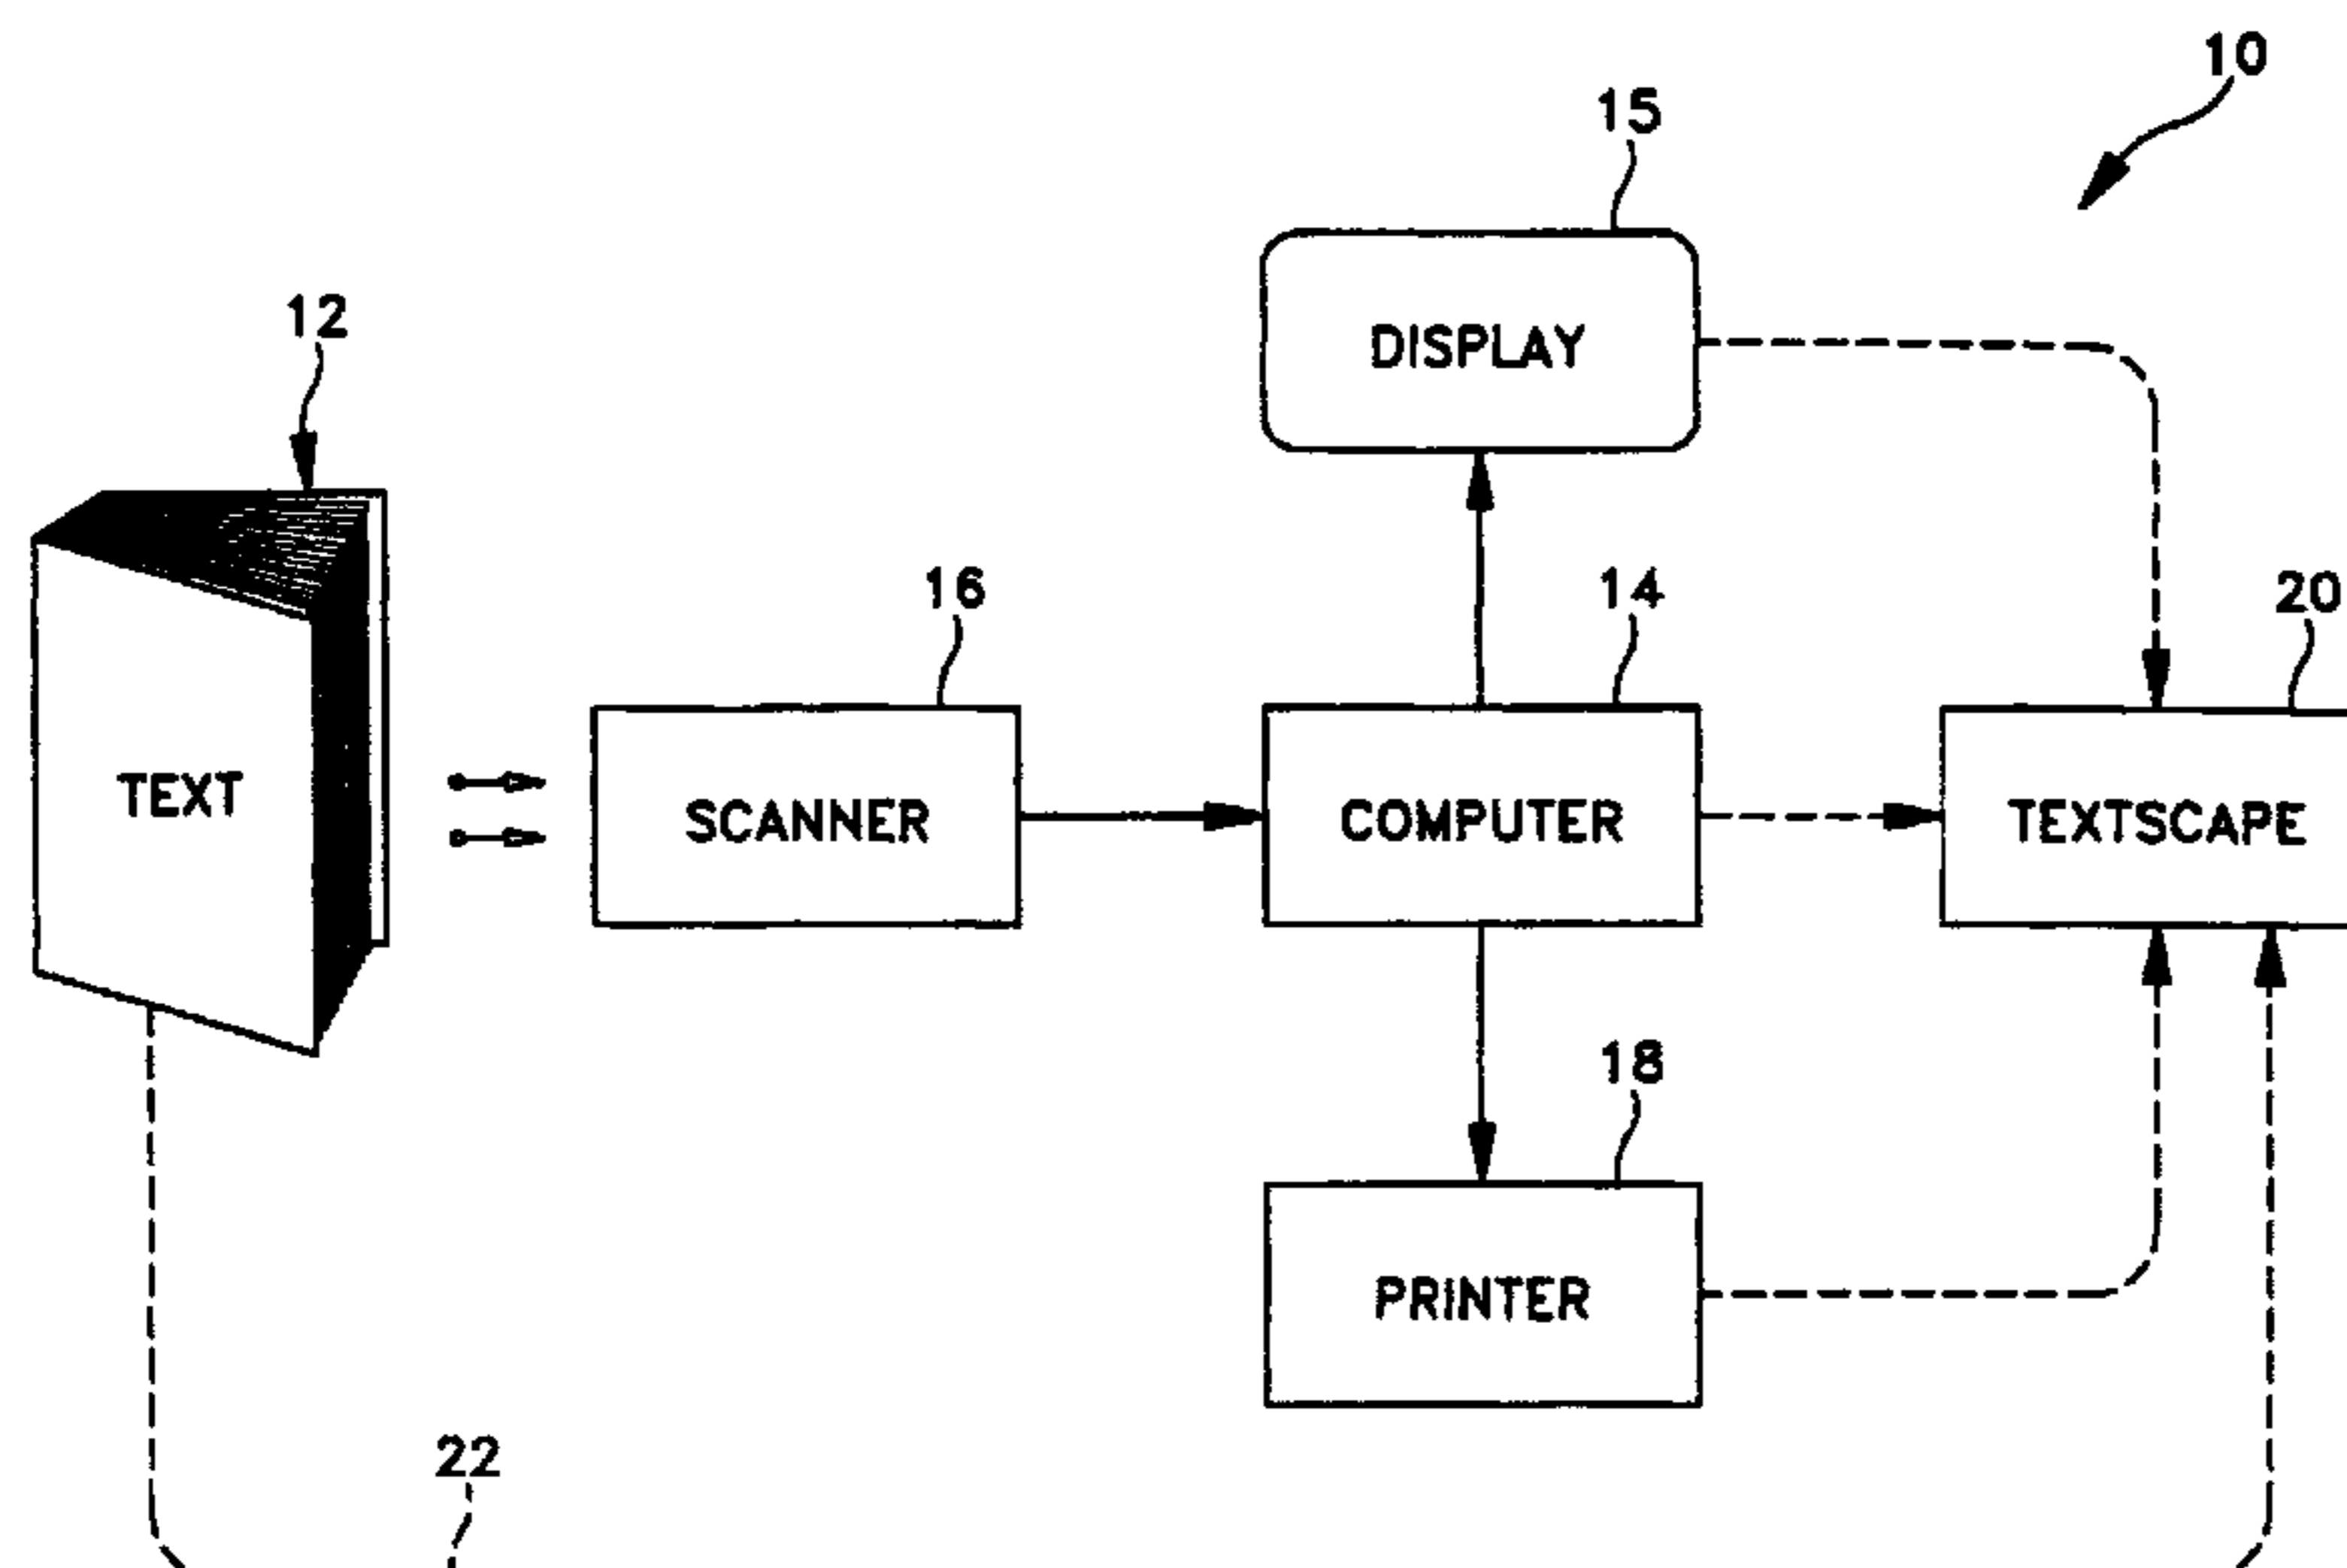 10
15
DISPLAY
12
16
14
20
TEXT
SCANNER
COMPUTER
TEXTSCAPE
18
PRINTER
22